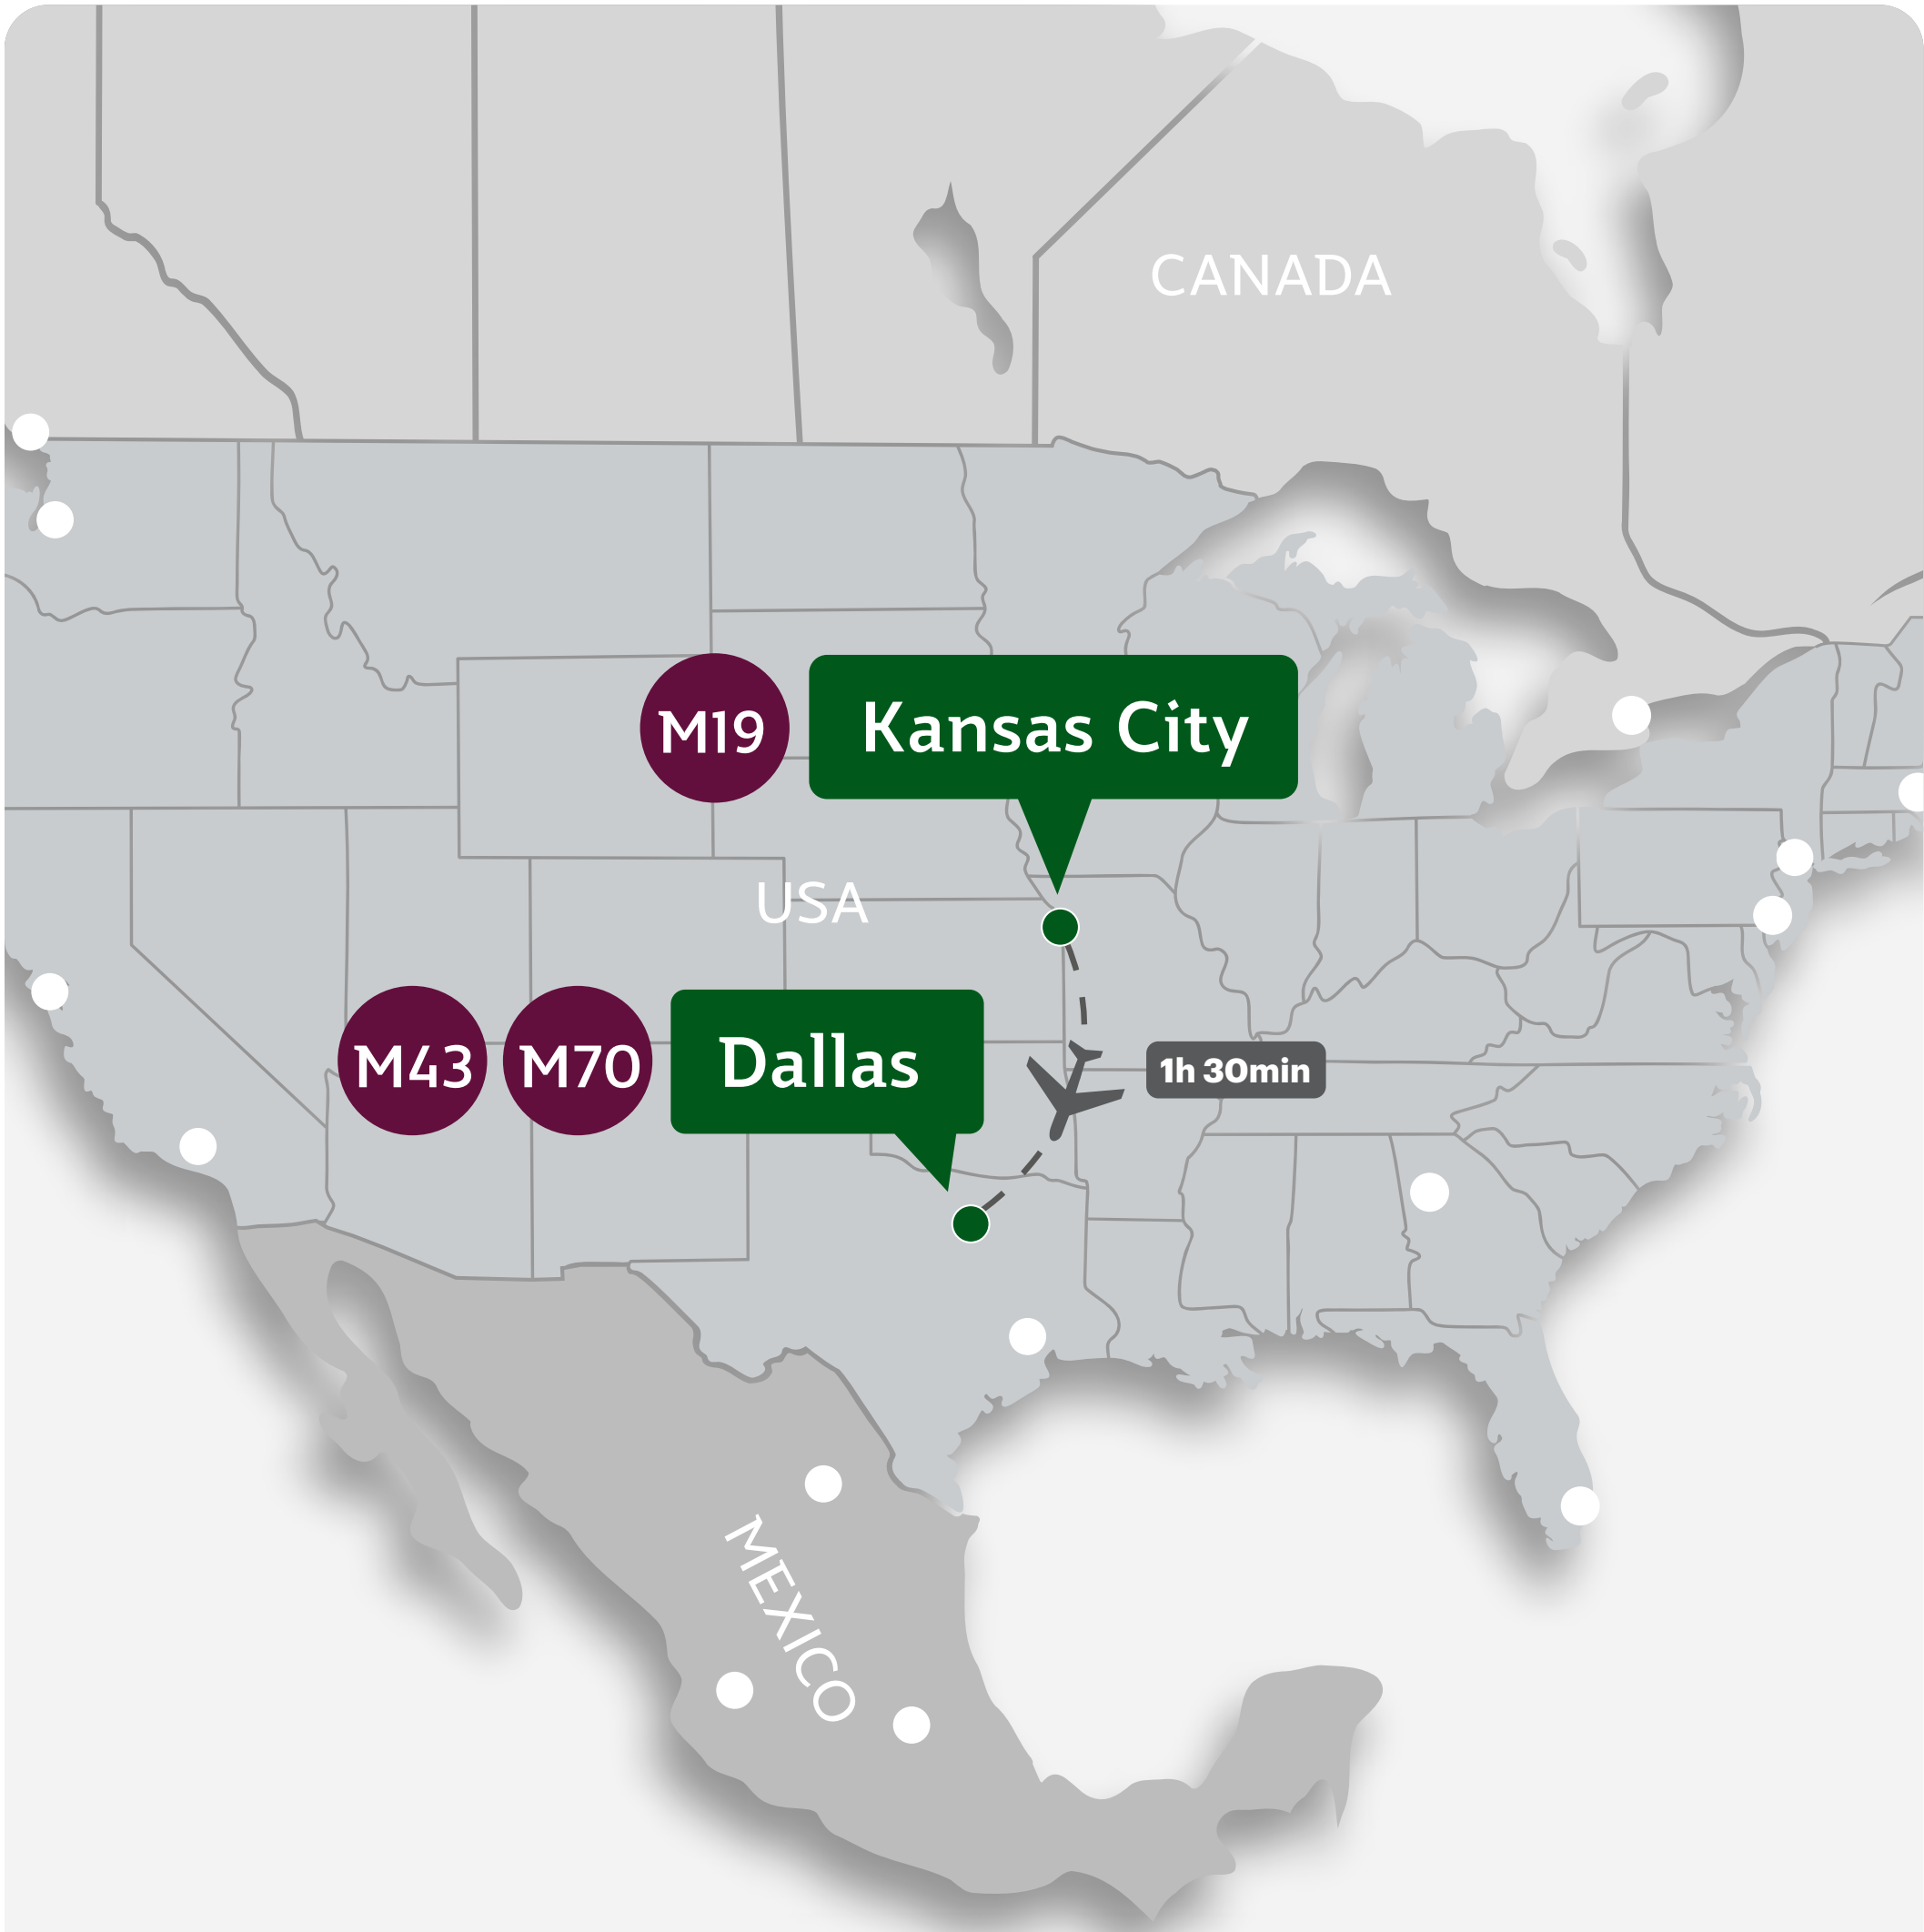 CANADA
M19
Kansas City
USA
M43
M70
Dallas
1h 30min
MEXICO